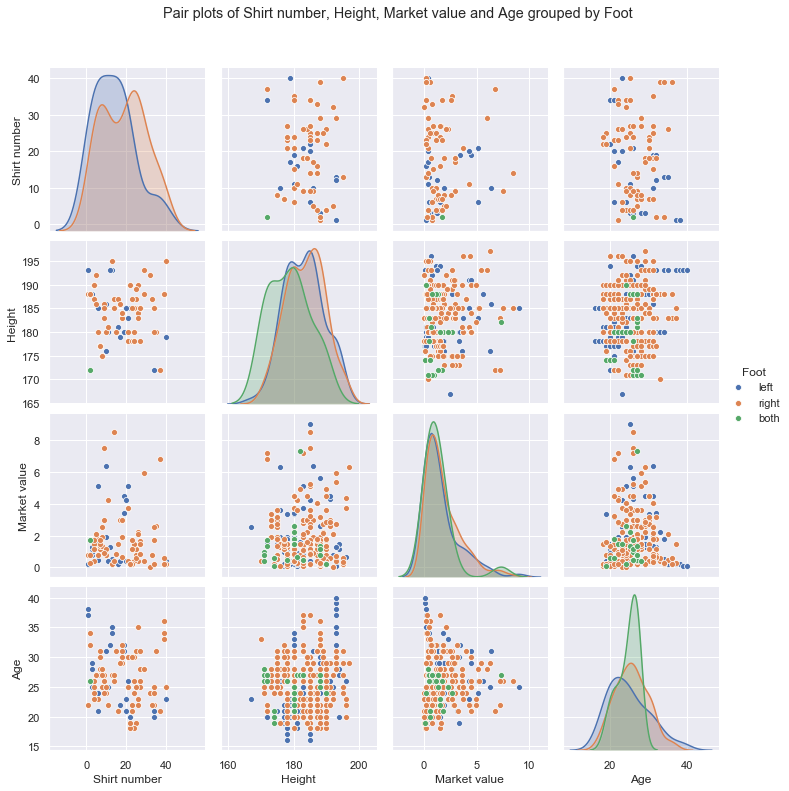 Pair plots of Shirt number, Height, Market value and Age grouped by Foot
40
30
20
10
0
Shirt number
195
190
185
180
175
170
165
Height
Foot
left
right
both
8
6
4
2
0
Market value
40
35
30
25
20
15
Age
0 20 40
160 180 200
0 5 10
20 40
Shirt number Height Market value Age